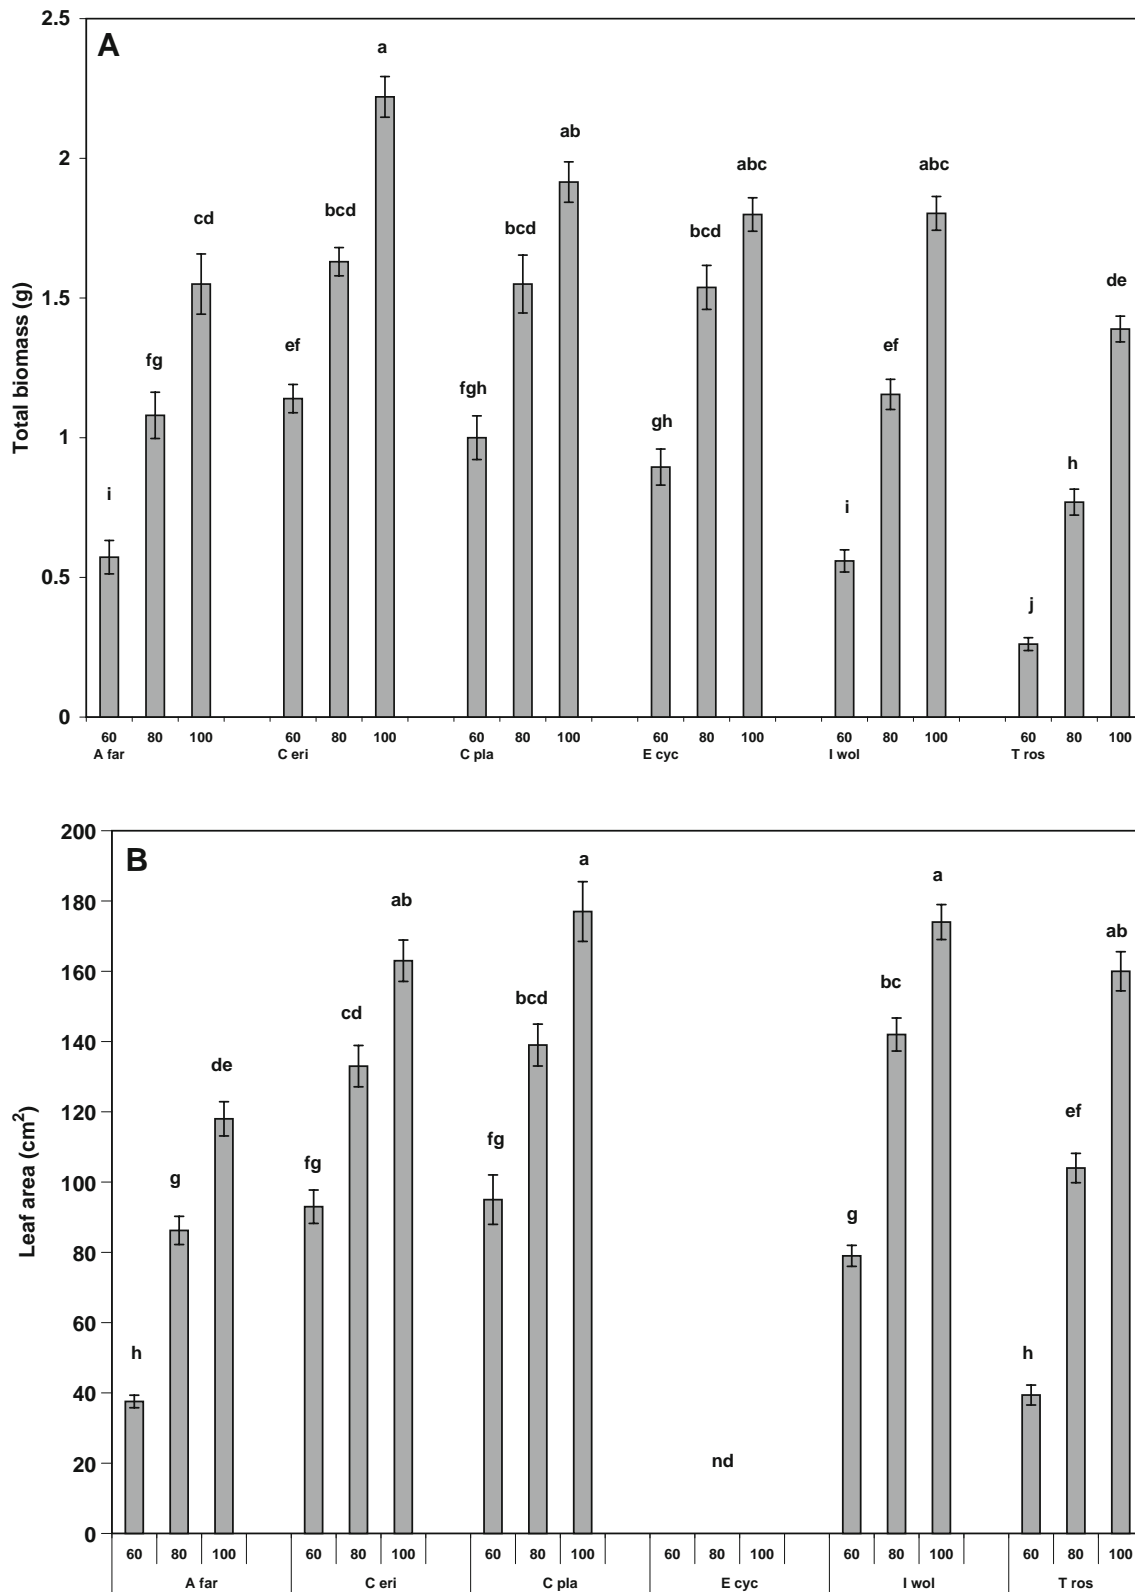 2.5
A
a
2
ab
abc
abc
cd
bcd
bcd
bcd
1.5
de
Total biomass (g)
fg
ef
fgh
ef
gh
1
h
i
i
0.5
j
0
60 80 100 60 80 100 60 80 100 60 80 100 60 80 100 60 80 100
A far C eri C pla E cyc I wol T ros
200
B
a
a
180
ab
ab
160
bcd
bc
cd
140
de
120
ef
Leaf area (cm²)
fg
fg
g
100
g
80
60
h
h
40
nd
20
0
60 80 100 60 80 100 60 80 100 60 80 100 60 80 100 60 80 100
A far C eri C pla E cyc I wol T ros